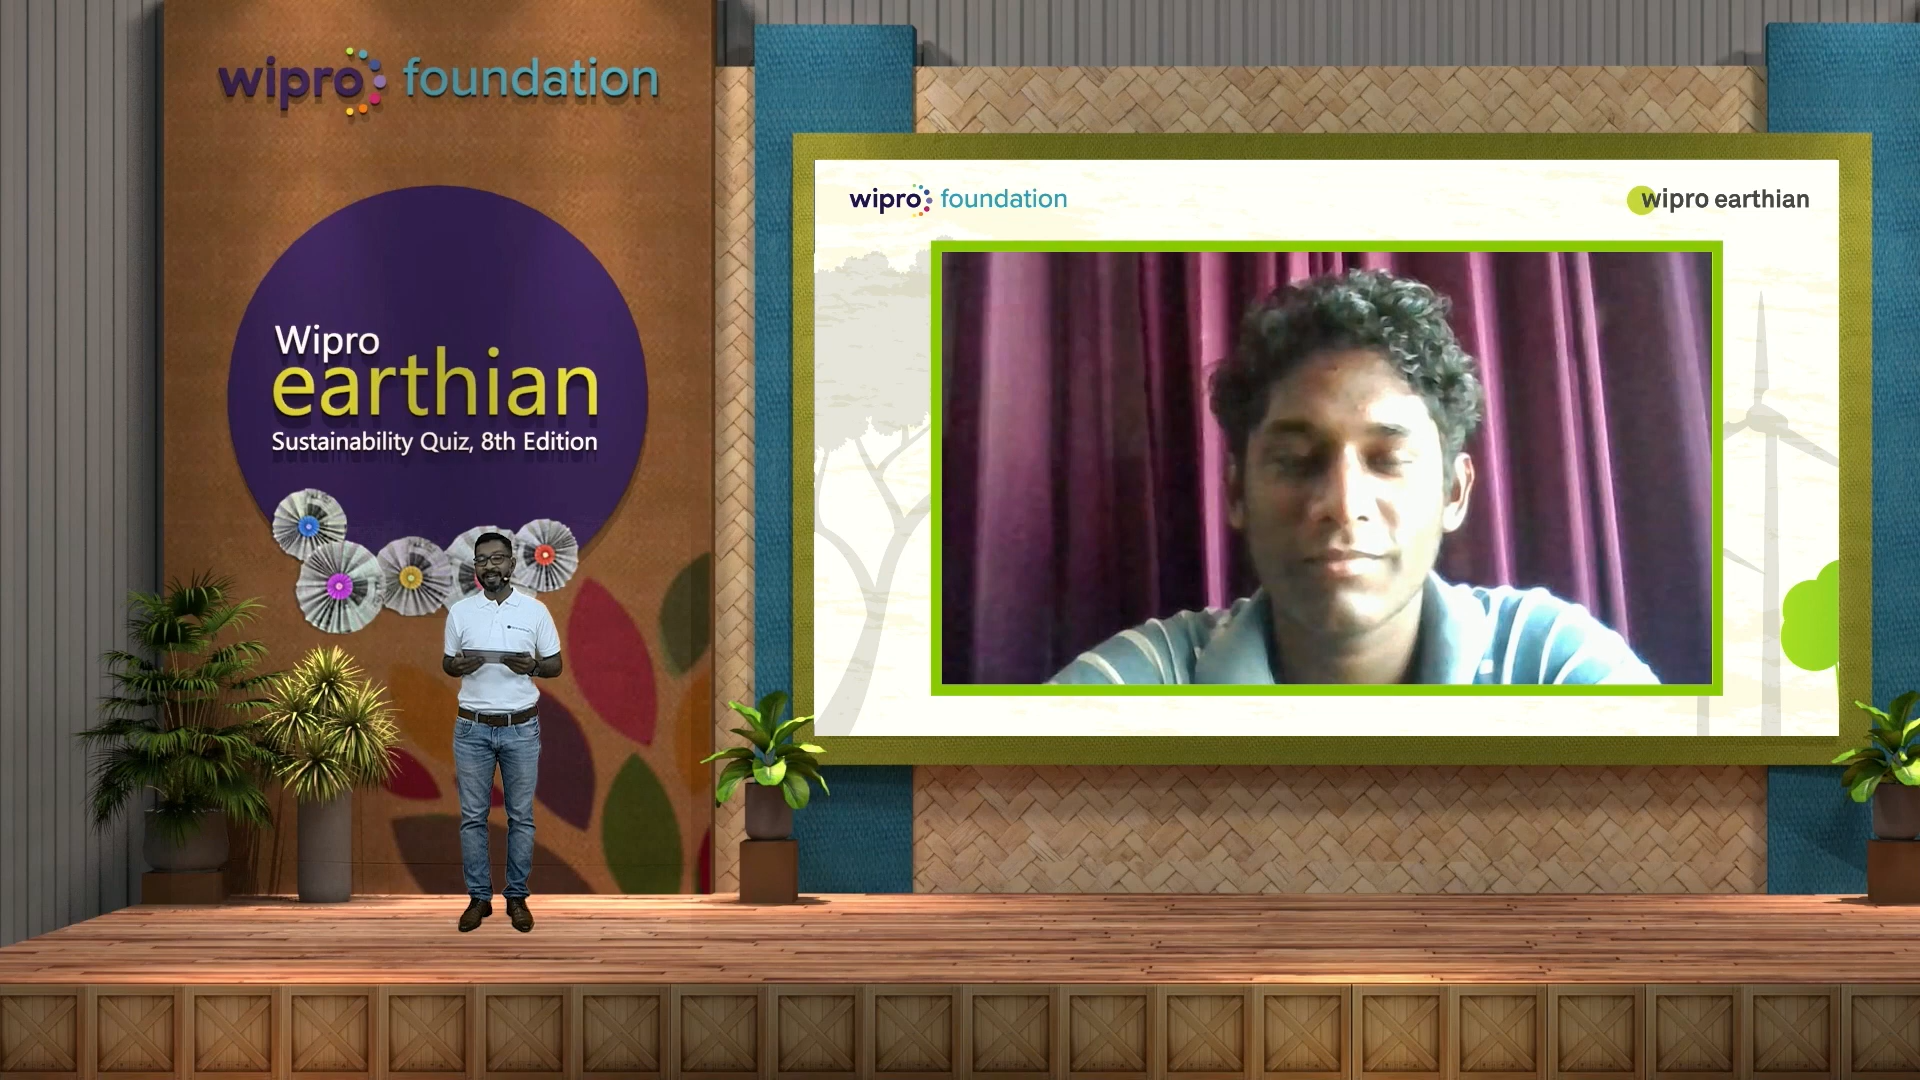 wipro foundation
Wipro
earthian
Sustainability Quiz, 8th Edition
wipro foundation
wipro earthian